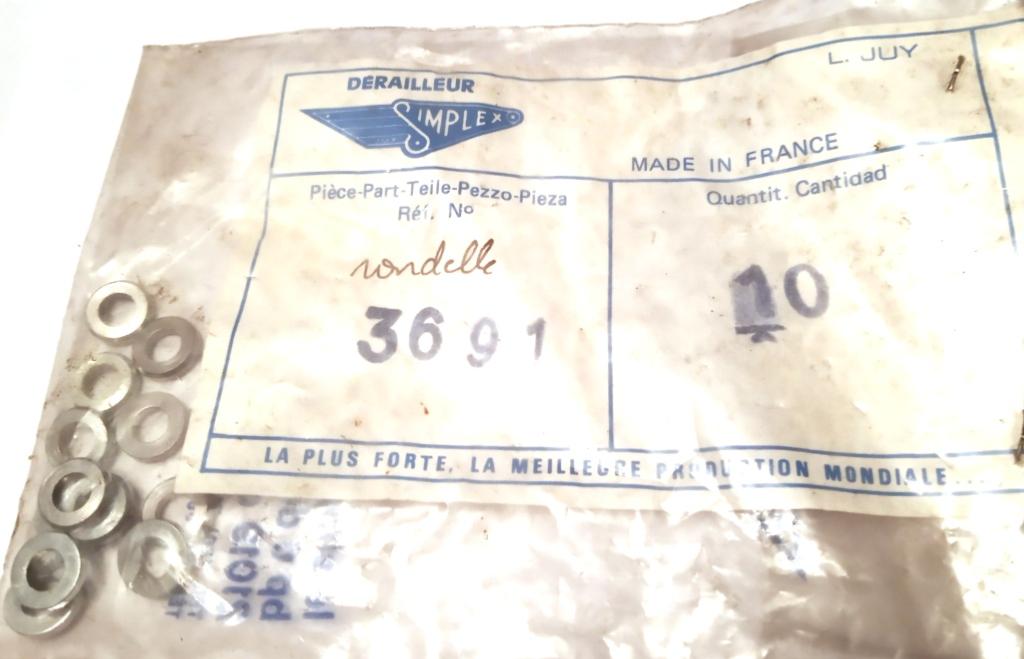 L. JUY
DÉRAILLEUR
SIMPLEX
MADE IN FRANCE
Pièce-Part-Teile-Pezzo-Pieza
Réf. No
Quantit. Cantidad
rondelle
3691
10
LA PLUS FORTE, LA MEILLEURE PRODUCTION MONDIALE....